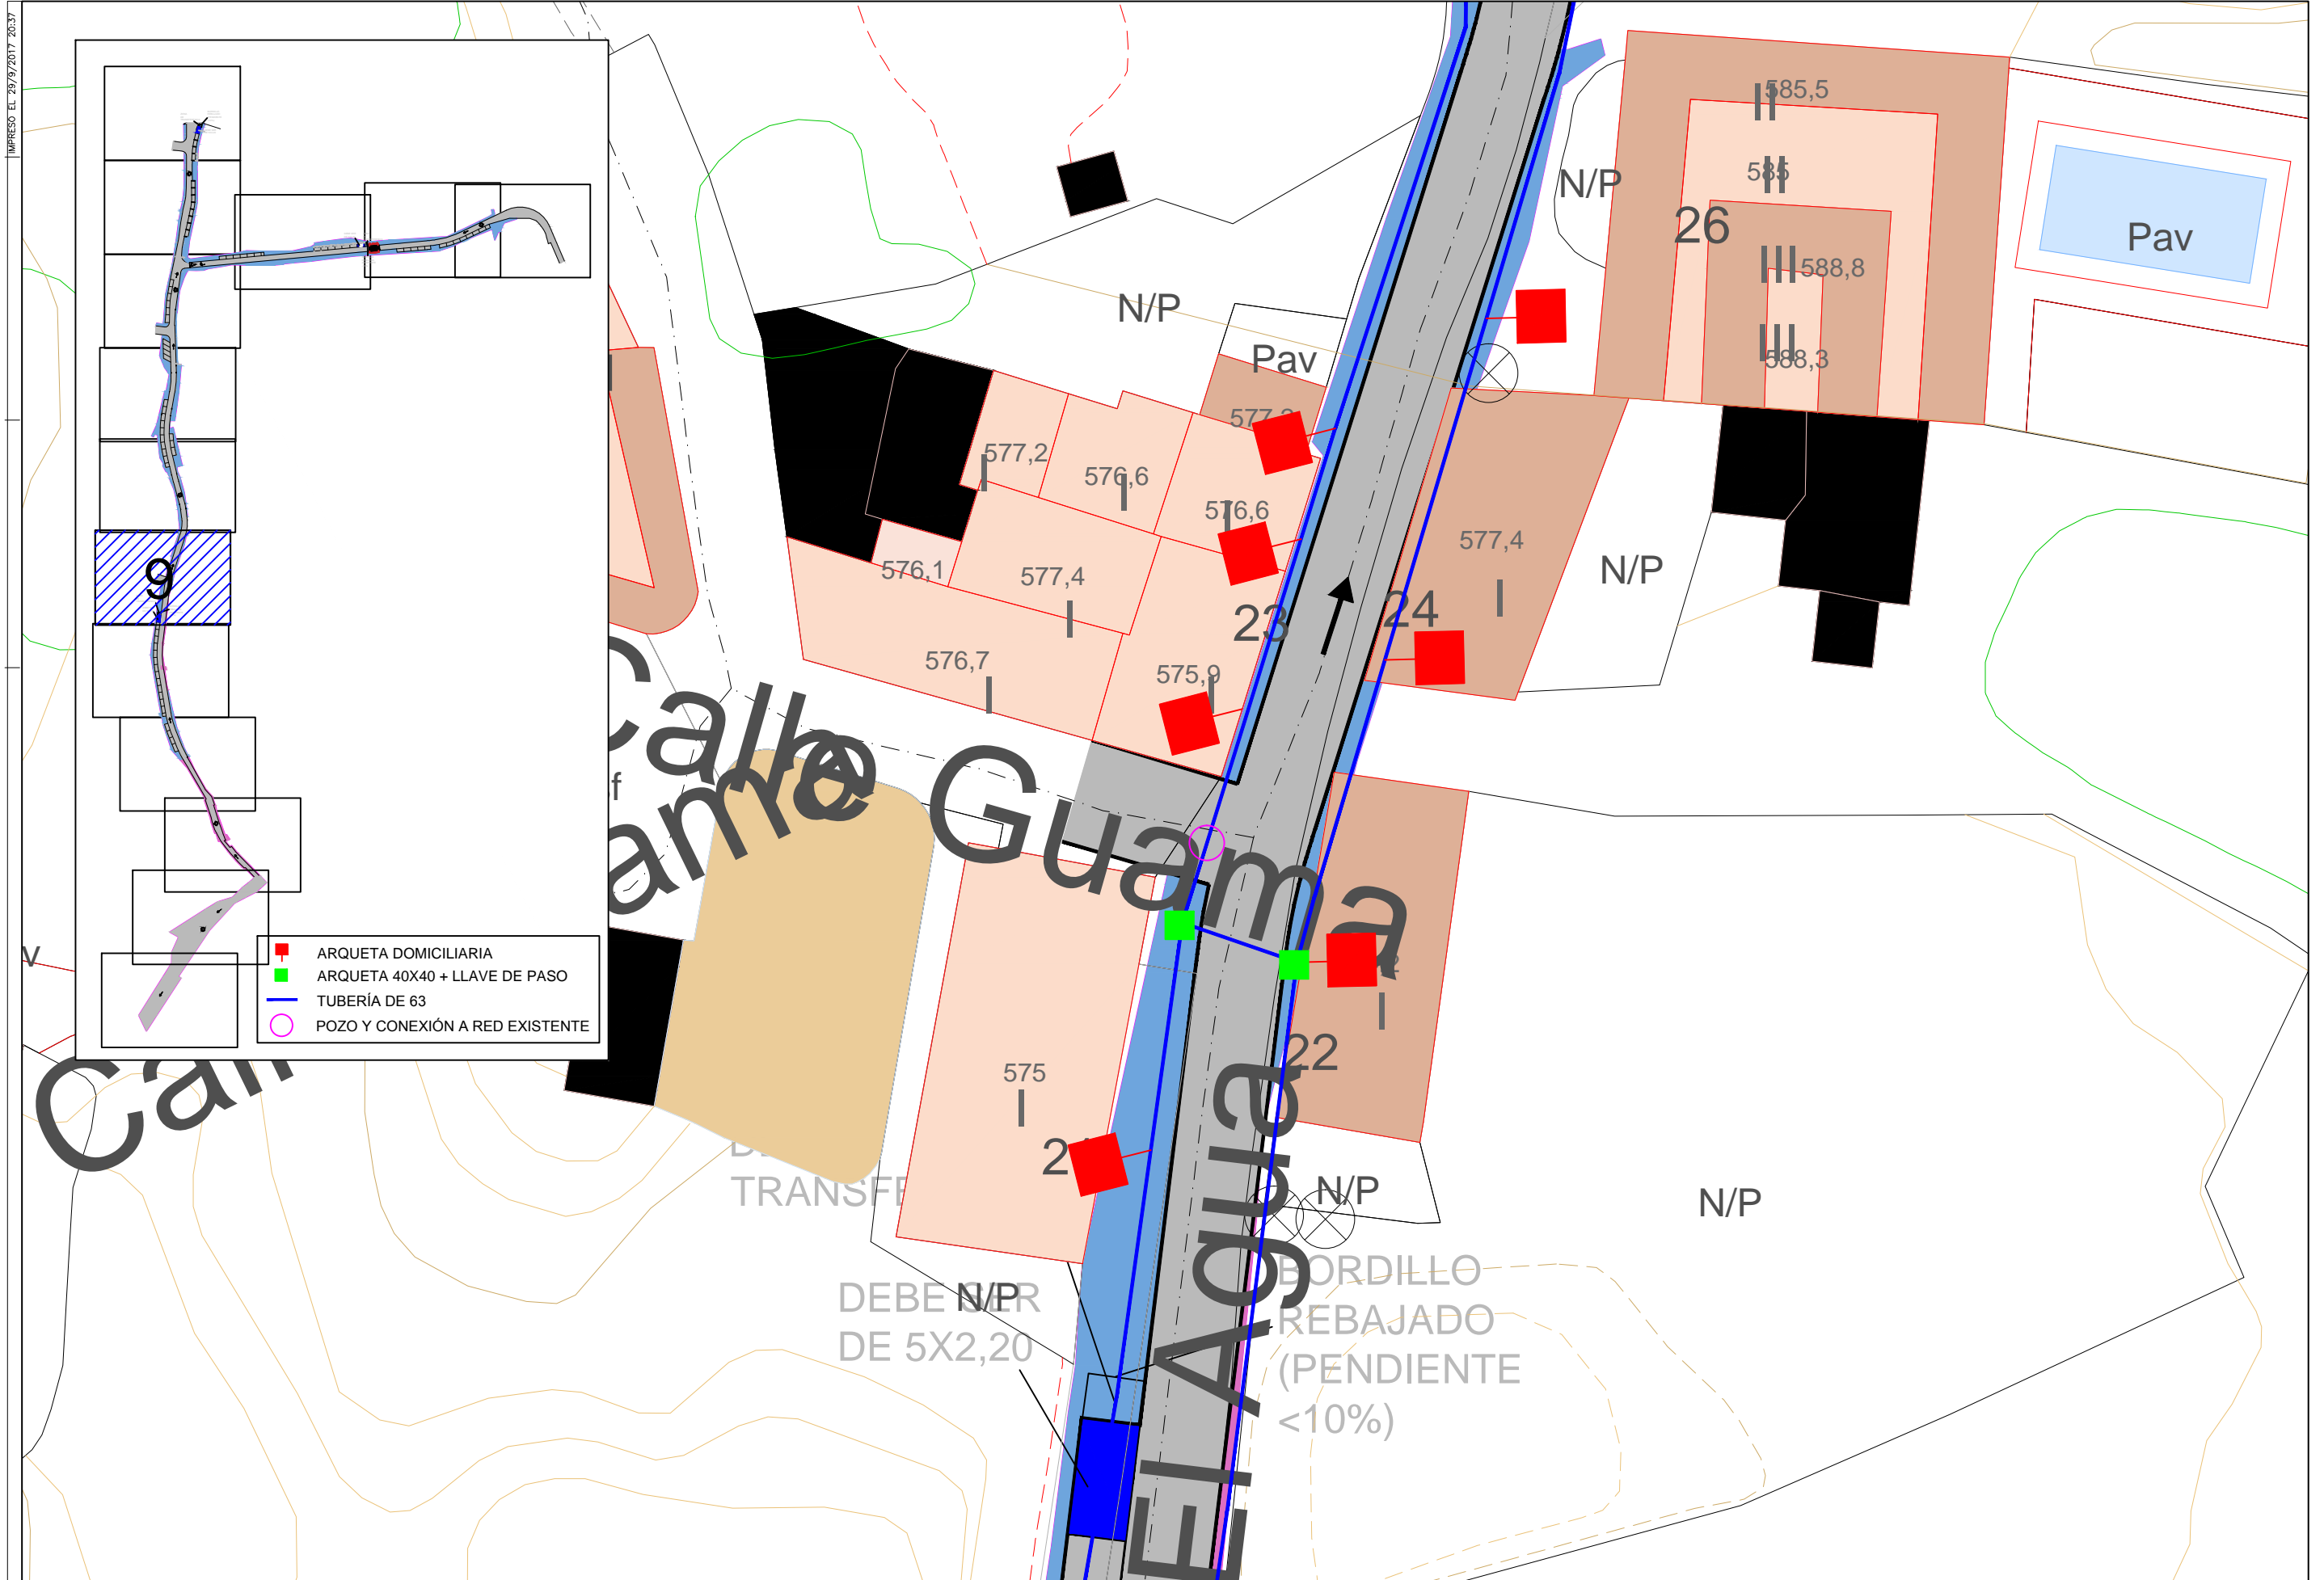 IMPRESO EL 29/9/2017 20:37
9
ARQUETA DOMICILIARIA
ARQUETA 40X40 + LLAVE DE PASO
TUBERÍA DE 63
POZO Y CONEXIÓN A RED EXISTENTE
585,5
585
26
588,8
588,3
N/P
Pav
N/P
Pav
577,2
576,6
576,6
577,4
N/P
576,1
577,4
23
24
576,7
575,9
Calle Guama
22
575
TRANSF
N/P
N/P
N/P
DEBE SER
DE 5X2,20
BORDILLO
REBAJADO
(PENDIENTE
<10%)
El Agua